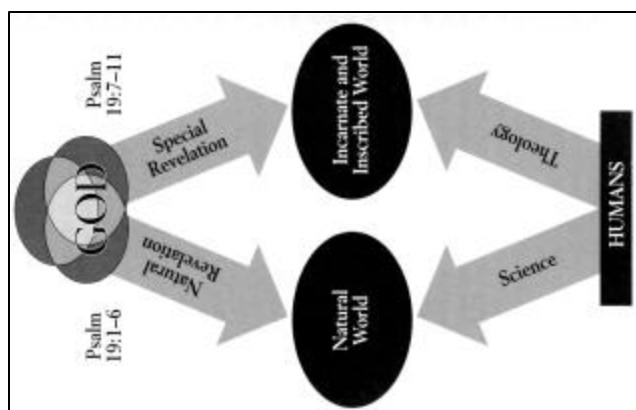 Psalm
19:1–6
GOD
Psalm
19:7–11
Natural
Revelation
Special
Revelation
Natural
World
Incarnate and
Inscribed World
Science
Theology
HUMANS